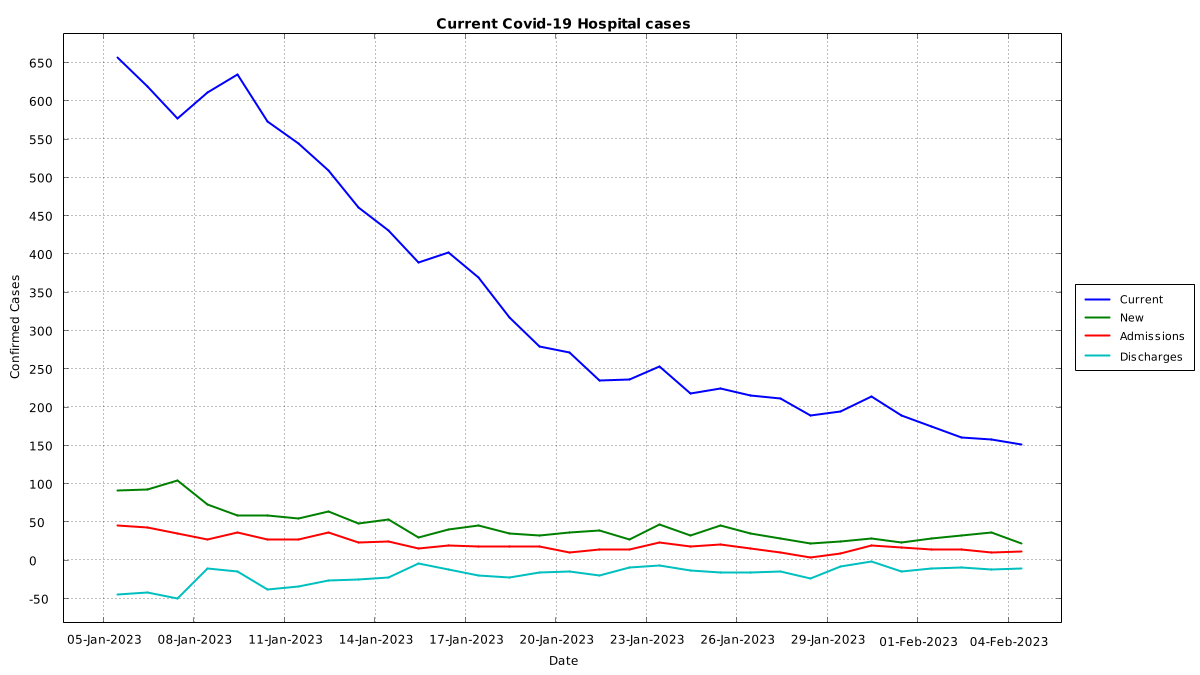 Current Covid-19 Hospital cases
650
600
550
500
450
400
350
300
250
200
150
100
50
0
-50
Confirmed Cases
05-Jan-2023 08-Jan-2023 11-Jan-2023 14-Jan-2023 17-Jan-2023 20-Jan-2023 23-Jan-2023 26-Jan-2023 29-Jan-2023 01-Feb-2023 04-Feb-2023
Date
Current
New
Admissions
Discharges